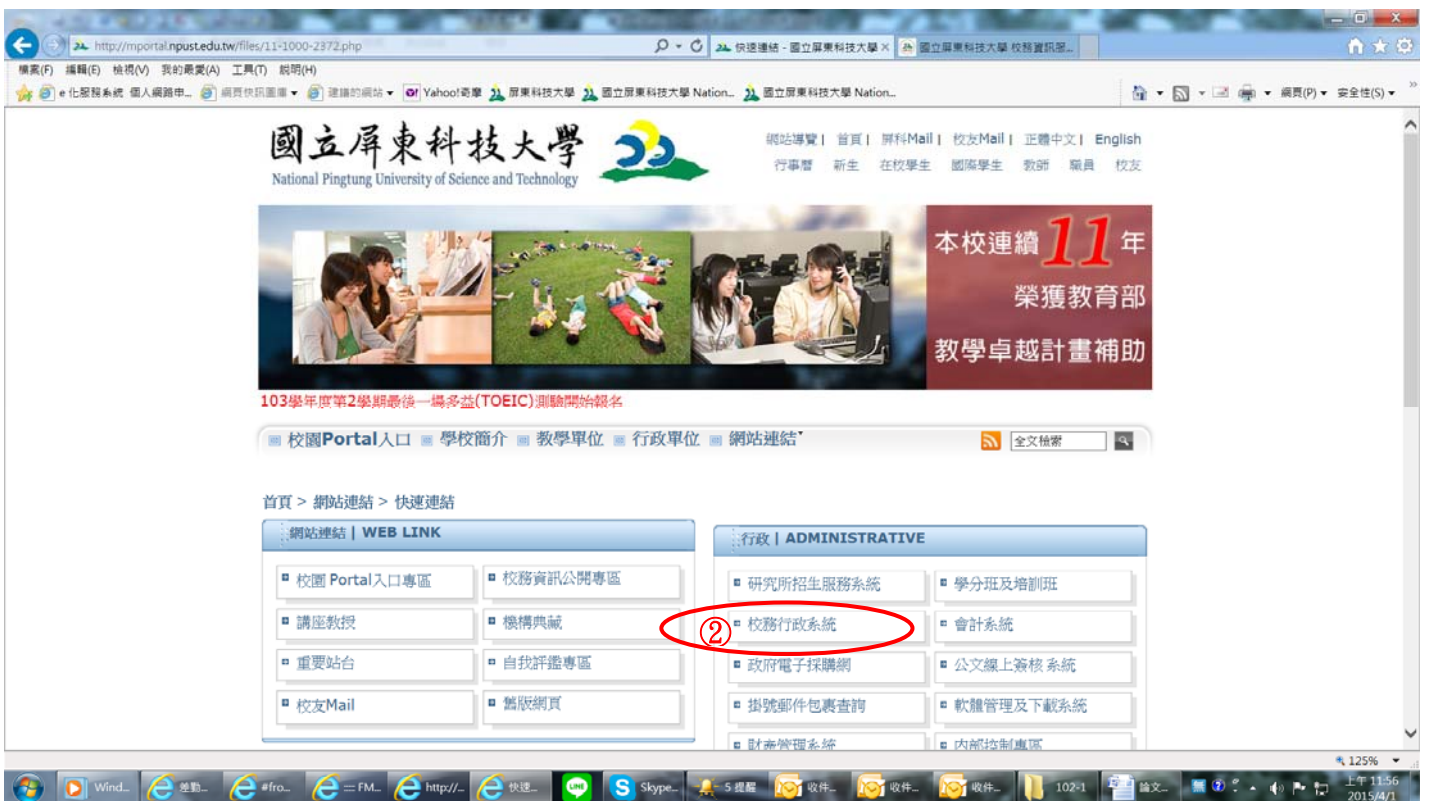 http://mportal.npust.edu.tw/files/11-1000-2372.php
快速連結 - 國立屏東科技大學
國立屏東科技大學 校務資訊服...
檔案(F) 編輯(E) 檢視(V) 我的最愛(A) 工具(T) 說明(H)
e 化服務系統 個人網路申... 網頁快訊圖庫 建議的網站 Yahoo!奇摩 屏東科技大學 國立屏東科技大學 Nation... 國立屏東科技大學 Nation... 網頁(P) 安全性(S)
國立屏東科技大學
National Pingtung University of Science and Technology
網站導覽 | 首頁 | 屏科Mail | 校友Mail | 正體中文 | English
行事曆 新生 在校學生 國際學生 教師 職員 校友
本校連續11年
榮獲教育部
教學卓越計畫補助
103學年度第2學期最後一場多益(TOEIC)測驗開始報名
校園Portal入口 學校簡介 教學單位 行政單位 網站連結
全文檢索
首頁 > 網站連結 > 快速連結
網站連結 | WEB LINK
校園 Portal入口專區 校務資訊公開專區
講座教授 機構典藏
重要站台 自我評鑑專區
校友Mail 舊版網頁
行政 | ADMINISTRATIVE
研究所招生服務系統 學分班及培訓班
② 校務行政系統 會計系統
政府電子採購網 公文線上簽核 系統
掛號郵件包裹查詢 軟體管理及下載系統
財產管理系統 內部控制專區
125%
Wind... 差勤... #fro... == FM... http://... 快速... LINE Skype... 5 提醒 收件... 收件... 收件... 102-1 論文...
上午 11:56
2015/4/1